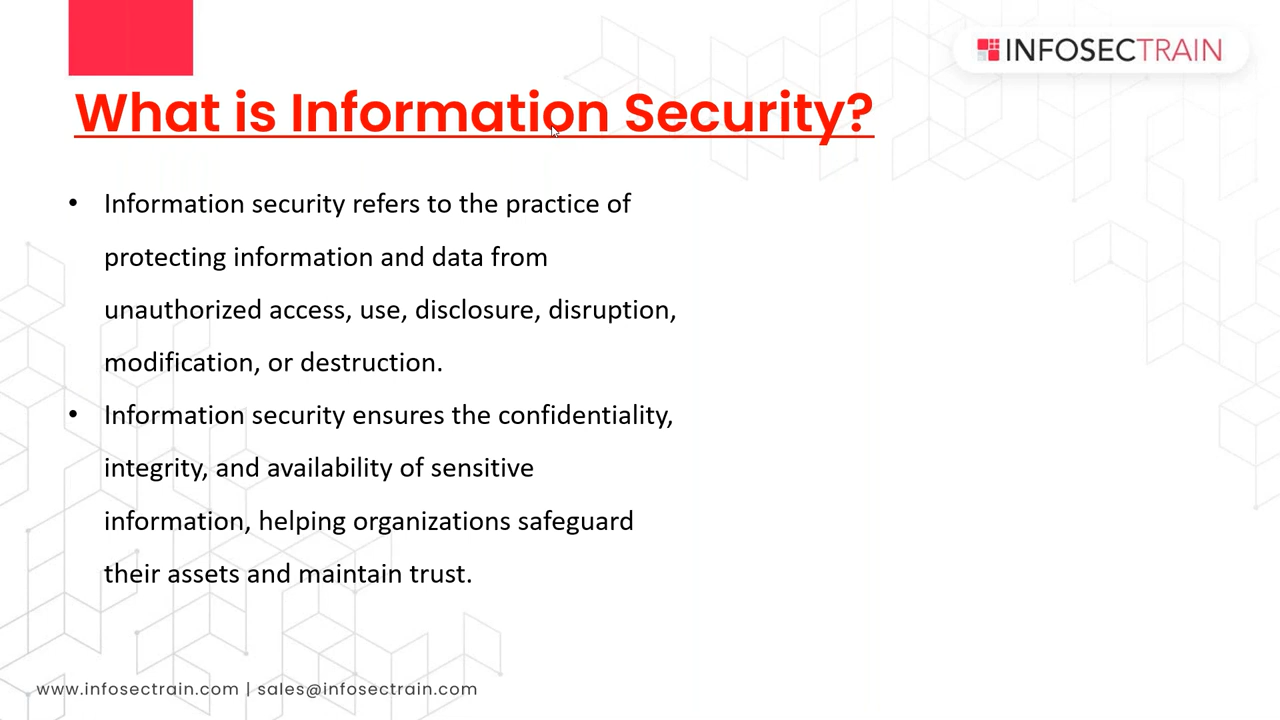 INFOSECTRAIN
What is Information Security?
• Information security refers to the practice of
protecting information and data from
unauthorized access, use, disclosure, disruption,
modification, or destruction.
• Information security ensures the confidentiality,
integrity, and availability of sensitive
information, helping organizations safeguard
their assets and maintain trust.
www.infosectrain.com | sales@infosectrain.com